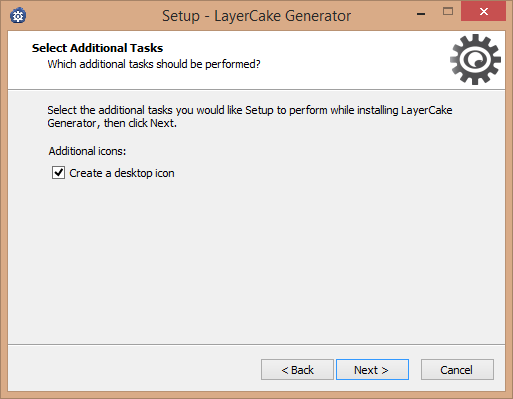 Setup - LayerCake Generator
Select Additional Tasks
Which additional tasks should be performed?
Select the additional tasks you would like Setup to perform while installing LayerCake
Generator, then click Next.
Additional icons:
Create a desktop icon
< Back
Next >
Cancel